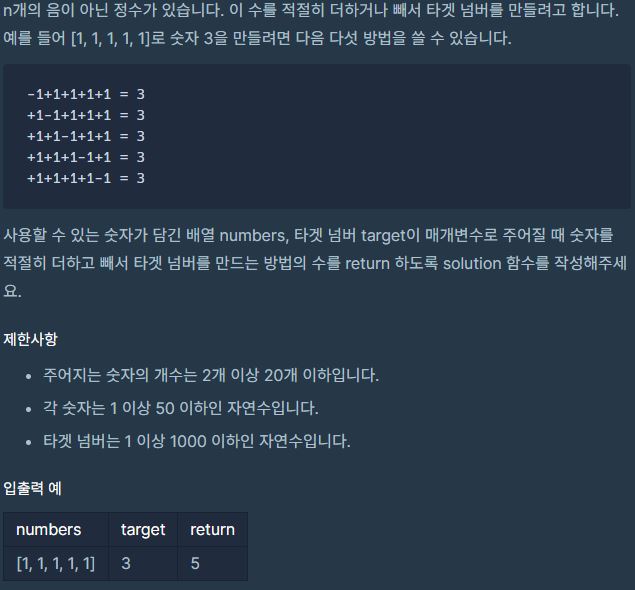 n개의 음이 아닌 정수가 있습니다. 이 수를 적절히 더하거나 빼서 타겟 넘버를 만들려고 합니다.
예를 들어 [1, 1, 1, 1, 1]로 숫자 3을 만들려면 다음 다섯 방법을 쓸 수 있습니다.
-1+1+1+1+1 = 3
+1-1+1+1+1 = 3
+1+1-1+1+1 = 3
+1+1+1-1+1 = 3
+1+1+1+1-1 = 3
사용할 수 있는 숫자가 담긴 배열 numbers, 타겟 넘버 target이 매개변수로 주어질 때 숫자를
적절히 더하고 빼서 타겟 넘버를 만드는 방법의 수를 return 하도록 solution 함수를 작성해주세
요.
제한사항
• 주어지는 숫자의 개수는 2개 이상 20개 이하입니다.
• 각 숫자는 1 이상 50 이하인 자연수입니다.
• 타겟 넘버는 1 이상 1000 이하인 자연수입니다.
입출력 예
numbers target return
[1, 1, 1, 1, 1] 3 5